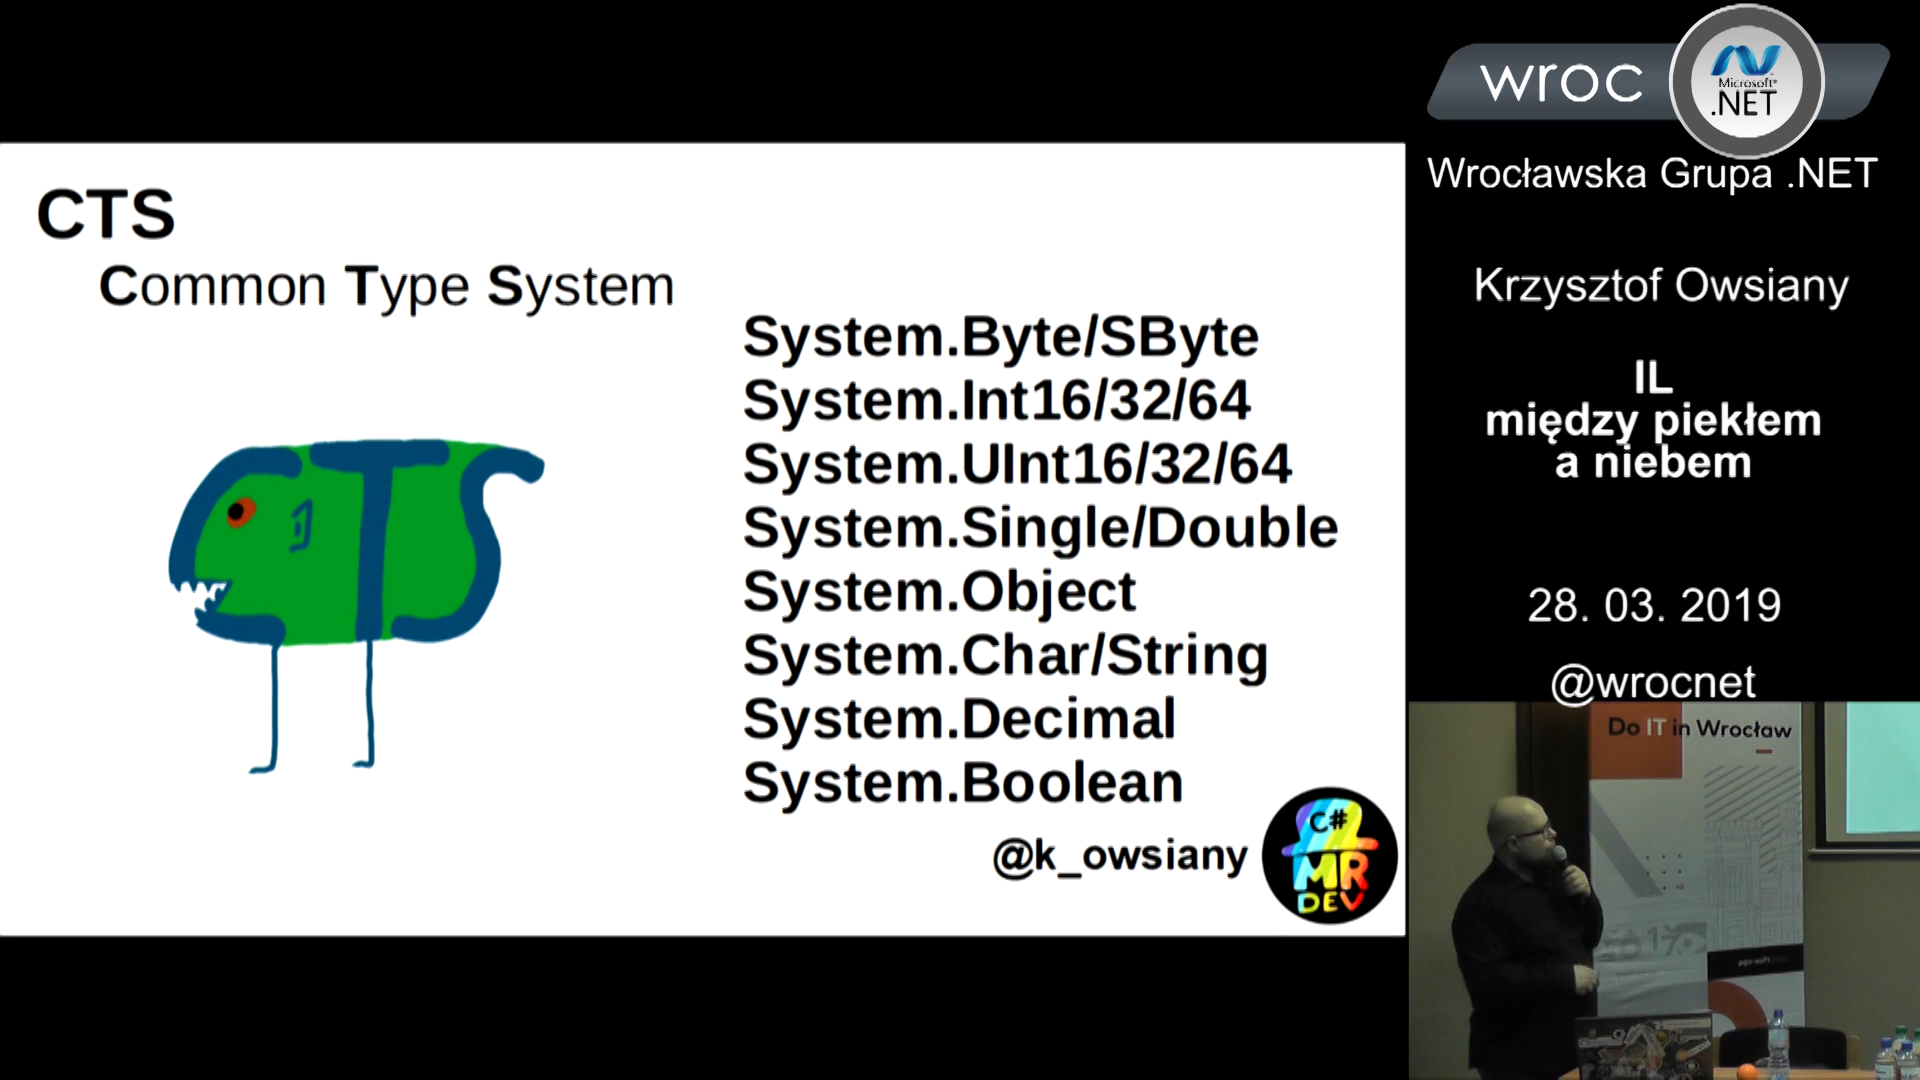 CTS
Common Type System
CTS
System.Byte/SByte
System.Int16/32/64
System.UInt16/32/64
System.Single/Double
System.Object
System.Char/String
System.Decimal
System.Boolean
@k_owsiany
C#
MR
DEV
wroc
Microsoft
.NET
Wrocławska Grupa .NET
Krzysztof Owsiany
IL
między piekłem
a niebem
28. 03. 2019
@wrocnet
Do IT in Wrocław